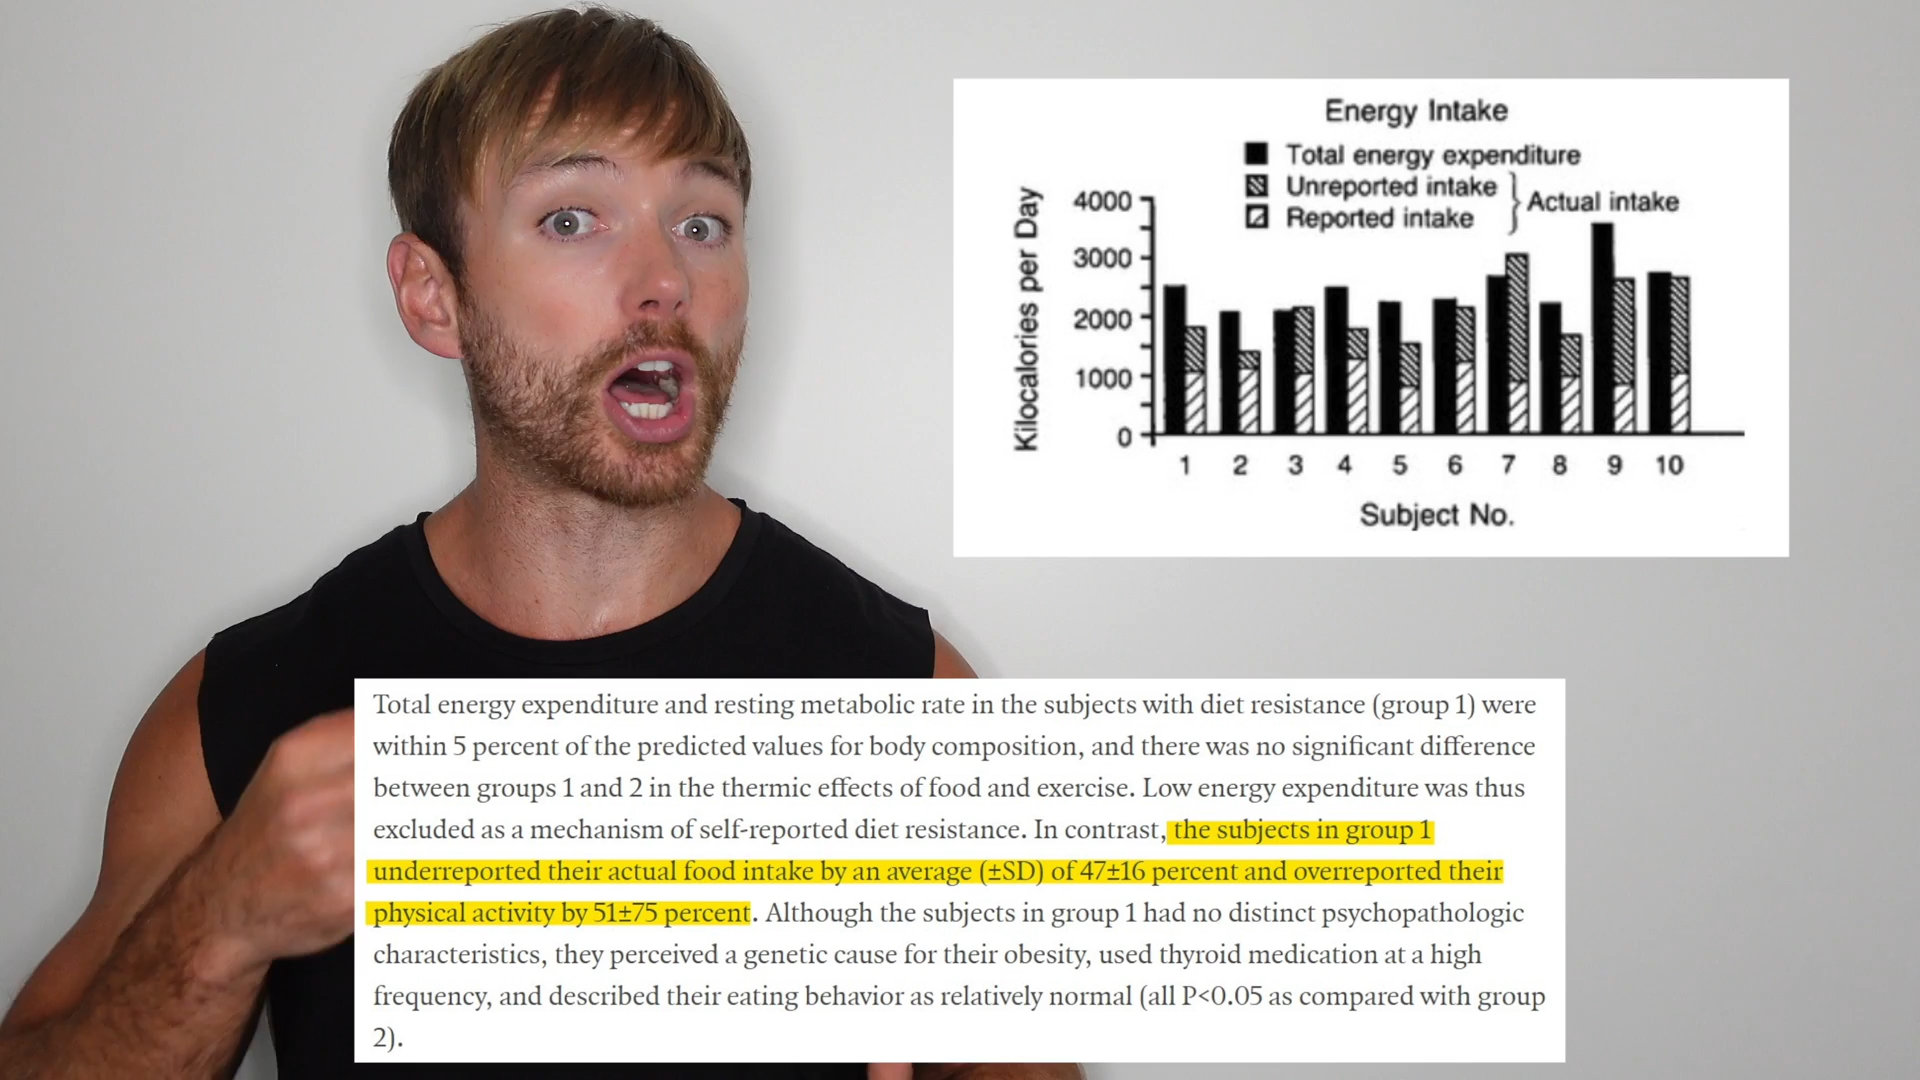 Energy Intake
Total energy expenditure
Unreported intake
Reported intake
Actual intake
Kilocalories per Day
4000
3000
2000
1000
0
1 2 3 4 5 6 7 8 9 10
Subject No.
Total energy expenditure and resting metabolic rate in the subjects with diet resistance (group 1) were
within 5 percent of the predicted values for body composition, and there was no significant difference
between groups 1 and 2 in the thermic effects of food and exercise. Low energy expenditure was thus
excluded as a mechanism of self-reported diet resistance. In contrast, the subjects in group 1
underreported their actual food intake by an average (±SD) of 47±16 percent and overreported their
physical activity by 51±75 percent. Although the subjects in group 1 had no distinct psychopathologic
characteristics, they perceived a genetic cause for their obesity, used thyroid medication at a high
frequency, and described their eating behavior as relatively normal (all P<0.05 as compared with group
2).